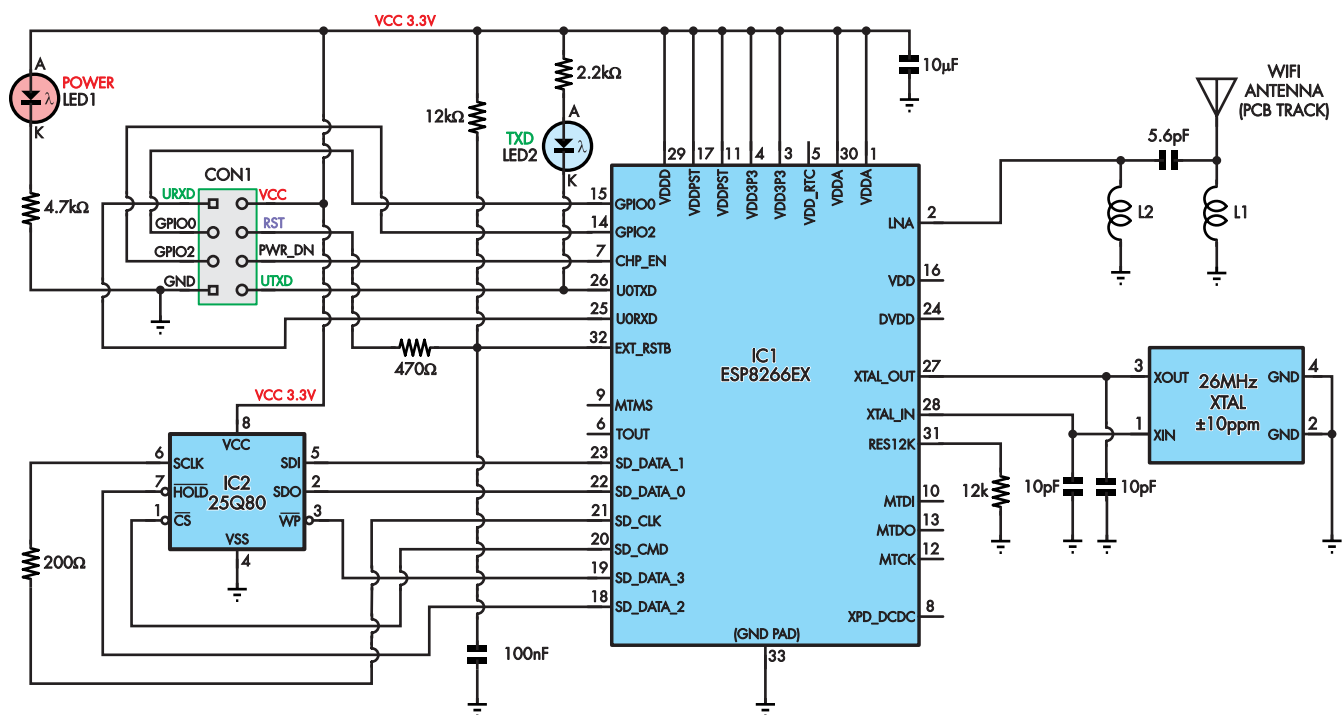 VCC 3.3V
A
POWER
LED1
λ
K
4.7kΩ
12kΩ
2.2kΩ
A
TXD
LED2
λ
K
10µF
WIFI
ANTENNA
(PCB TRACK)
5.6pF
L2
L1
CON1
URXD
VCC
GPIO0
RST
GPIO2
PWR_DN
GND
UTXD
470Ω
29
17
11
4
3
5
30
1
VDDD
VDDPST
VDDPST
VDD3P3
VDD3P3
VDD_RTC
VDDA
VDDA
15
GPIO0
14
GPIO2
7
CHP_EN
26
U0TXD
25
U0RXD
32
EXT_RSTB
9
MTMS
6
TOUT
23
SD_DATA_1
22
SD_DATA_0
21
SD_CLK
20
SD_CMD
19
SD_DATA_3
18
SD_DATA_2
IC1
ESP8266EX
(GND PAD)
33
LNA
2
VDD
16
DVDD
24
XTAL_OUT
27
XTAL_IN
28
RES12K
31
MTDI
10
MTDO
13
MTCK
12
XPD_DCDC
8
12k
10pF
10pF
3
XOUT
1
XIN
26MHz
XTAL
±10ppm
GND
4
GND
2
VCC 3.3V
8
VCC
6
SCLK
7
HOLD
1
CS
IC2
25Q80
SDI
5
SDO
2
WP
3
VSS
4
200Ω
100nF